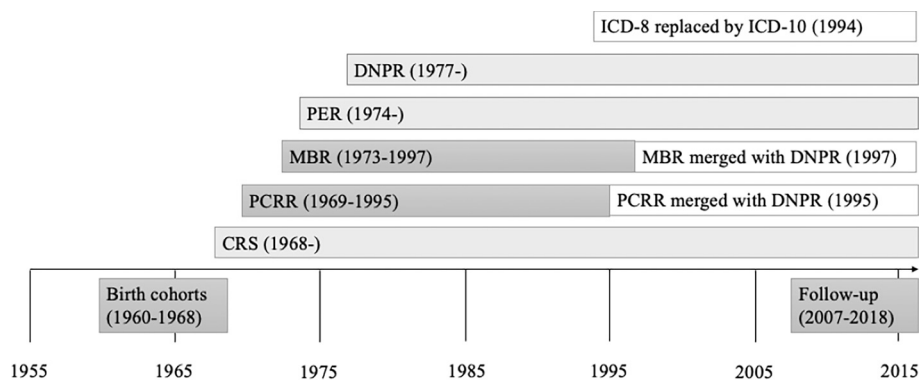 ICD-8 replaced by ICD-10 (1994)
DNPR (1977-)
PER (1974-)
MBR (1973-1997)
MBR merged with DNPR (1997)
PCRR (1969-1995)
PCRR merged with DNPR (1995)
CRS (1968-)
Birth cohorts
(1960-1968)
Follow-up
(2007-2018)
1955
1965
1975
1985
1995
2005
2015